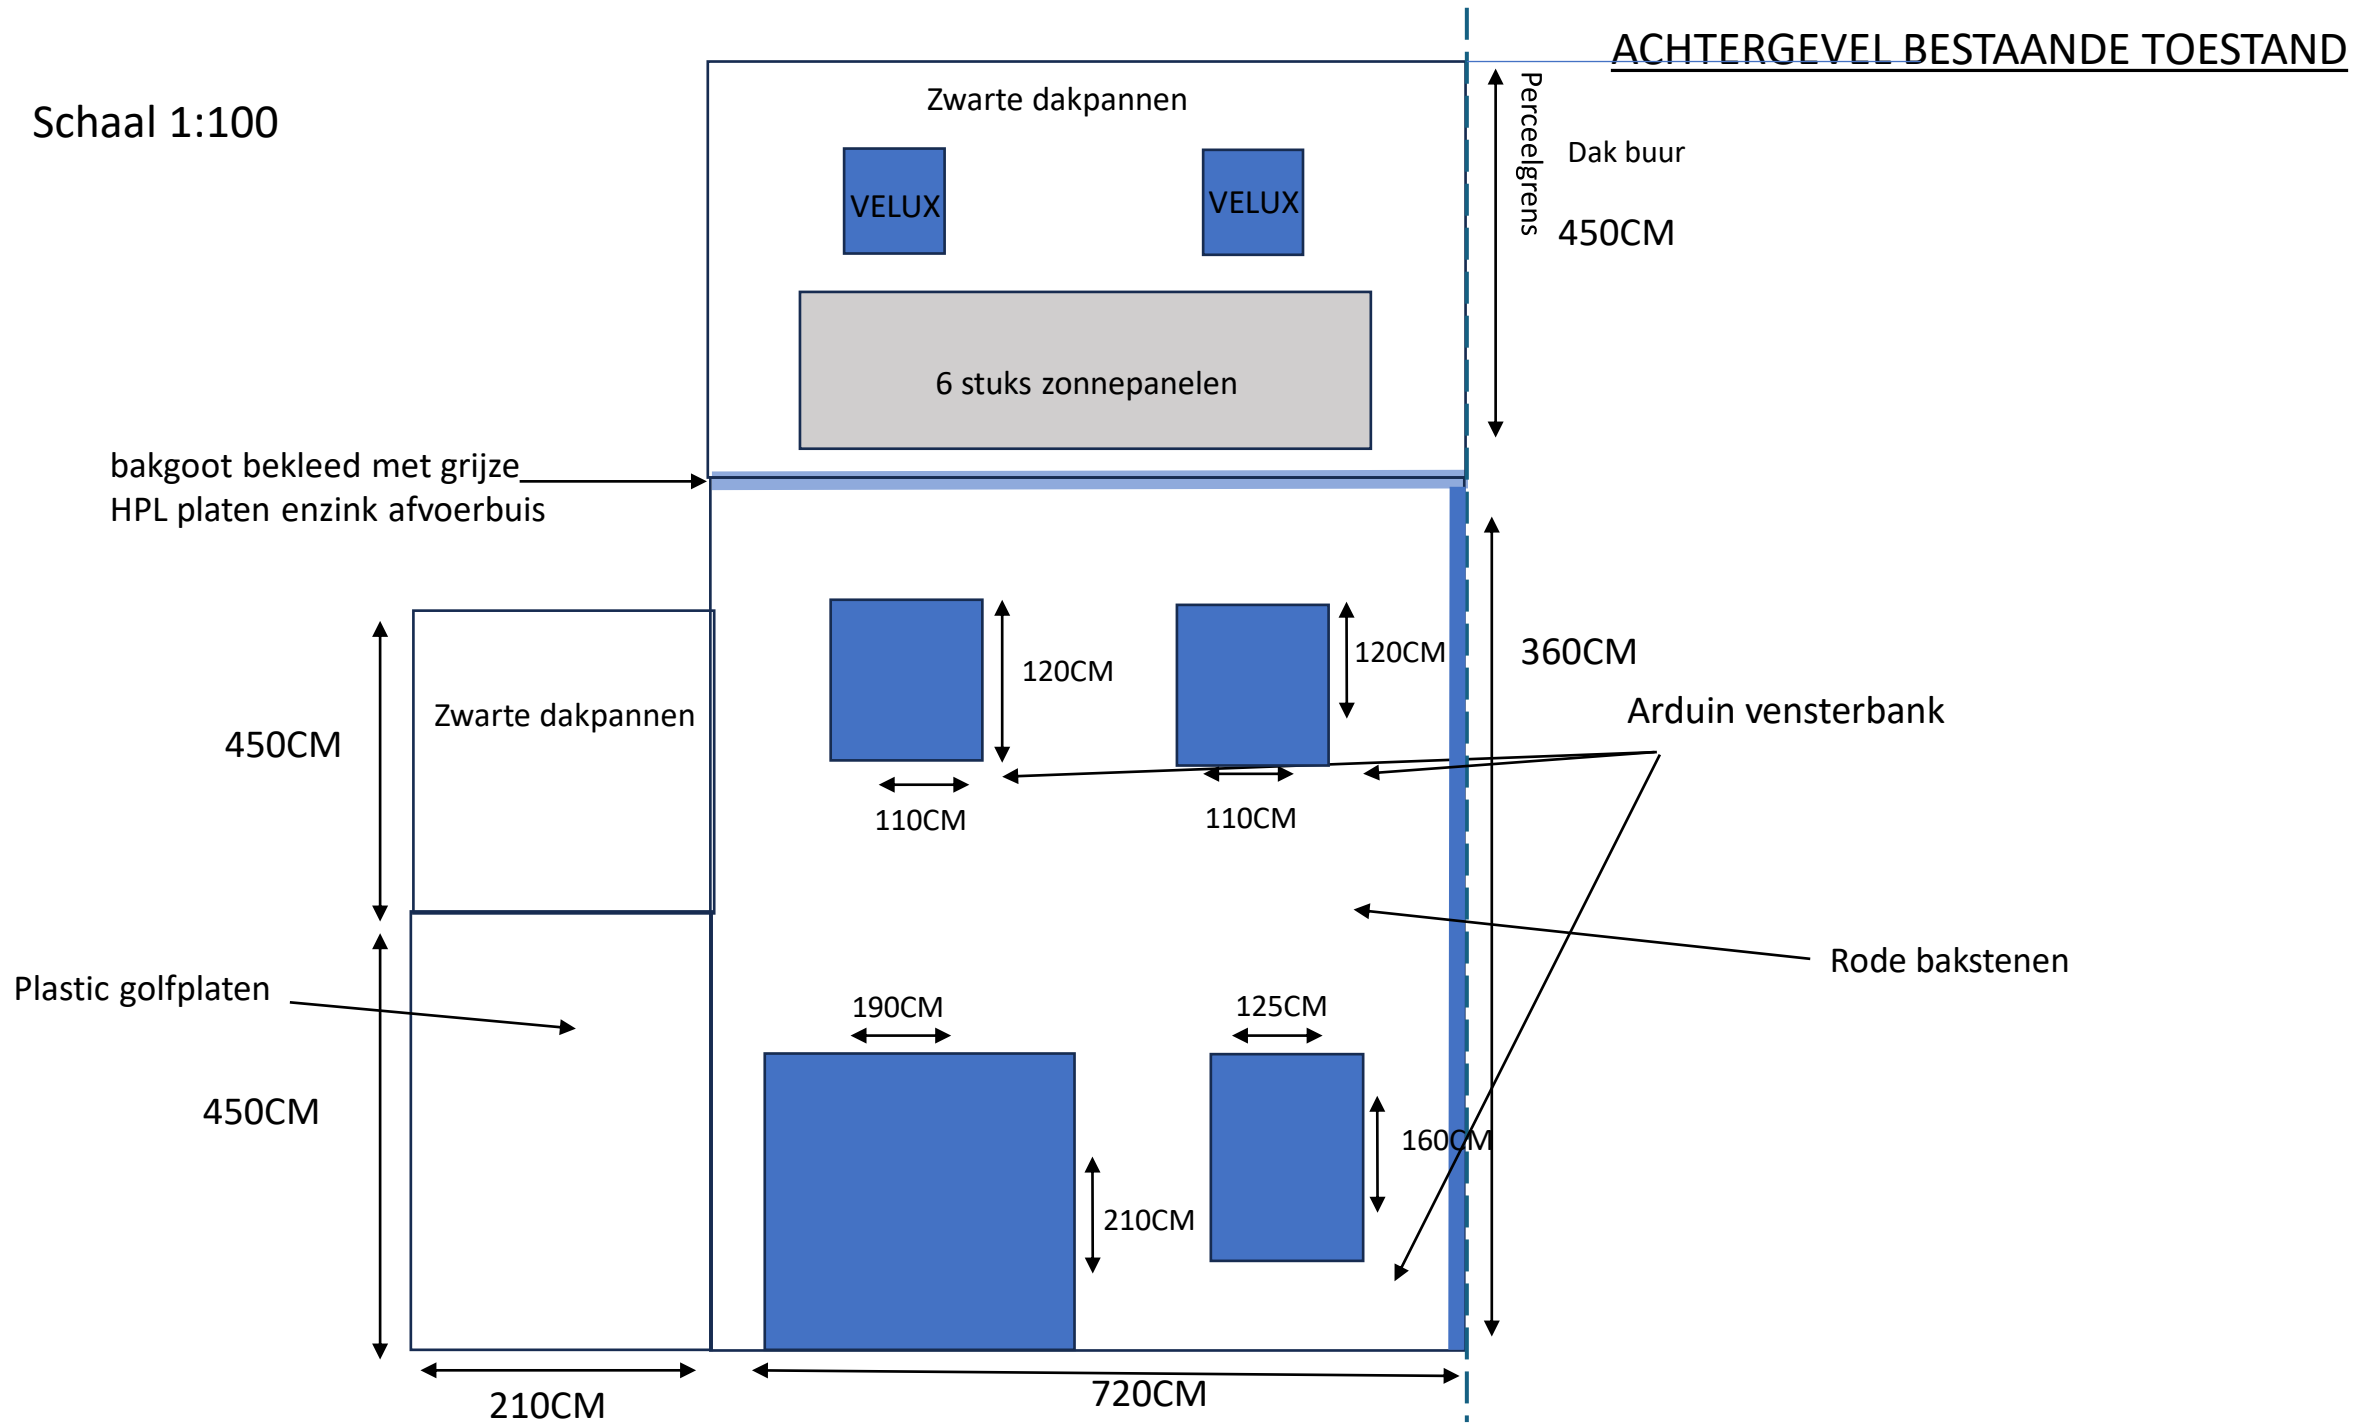 ACHTERGEVEL BESTAANDE TOESTAND
Schaal 1:100
Zwarte dakpannen
Perceelgrens
Dak buur
VELUX
VELUX
450CM
6 stuks zonnepanelen
bakgoot bekleed met grijze
HPL platen enzink afvoerbuis
120CM
120CM
360CM
Zwarte dakpannen
Arduin vensterbank
450CM
110CM
110CM
Rode bakstenen
Plastic golfplaten
190CM
125CM
450CM
160CM
210CM
720CM
210CM